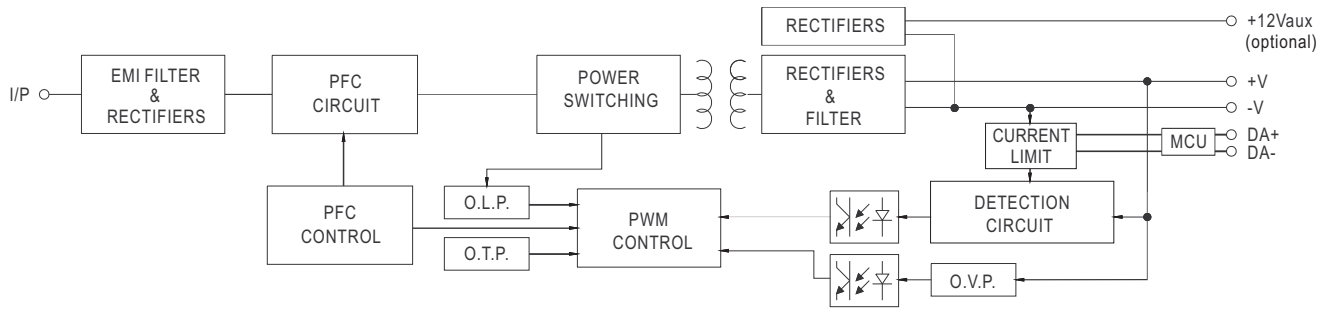 RECTIFIERS
+12Vaux
(optional)
I/P
EMI FILTER
&
RECTIFIERS
PFC
CIRCUIT
POWER
SWITCHING
RECTIFIERS
&
FILTER
+V
-V
CURRENT
LIMIT
MCU
DA+
DA-
PFC
CONTROL
O.L.P.
O.T.P.
PWM
CONTROL
DETECTION
CIRCUIT
O.V.P.